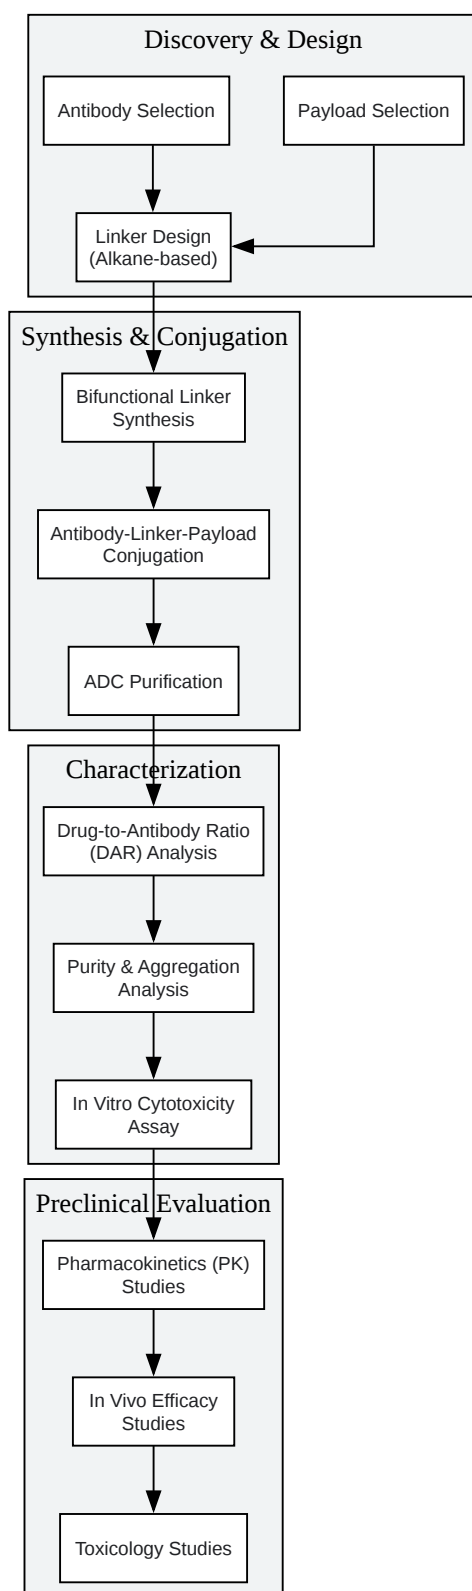 Discovery & Design
Antibody Selection
Payload Selection
Linker Design
(Alkane-based)
Synthesis & Conjugation
Bifunctional Linker
Synthesis
Antibody-Linker-Payload
Conjugation
ADC Purification
Characterization
Drug-to-Antibody Ratio
(DAR) Analysis
Purity & Aggregation
Analysis
In Vitro Cytotoxicity
Assay
Preclinical Evaluation
Pharmacokinetics (PK)
Studies
In Vivo Efficacy
Studies
Toxicology Studies